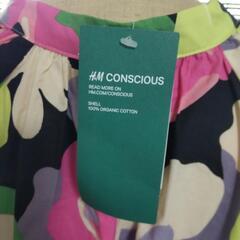 H&M CONSCIOUS
READ MORE ON
HM.COM/CONSCIOUS
SHELL
100% ORGANIC COTTON